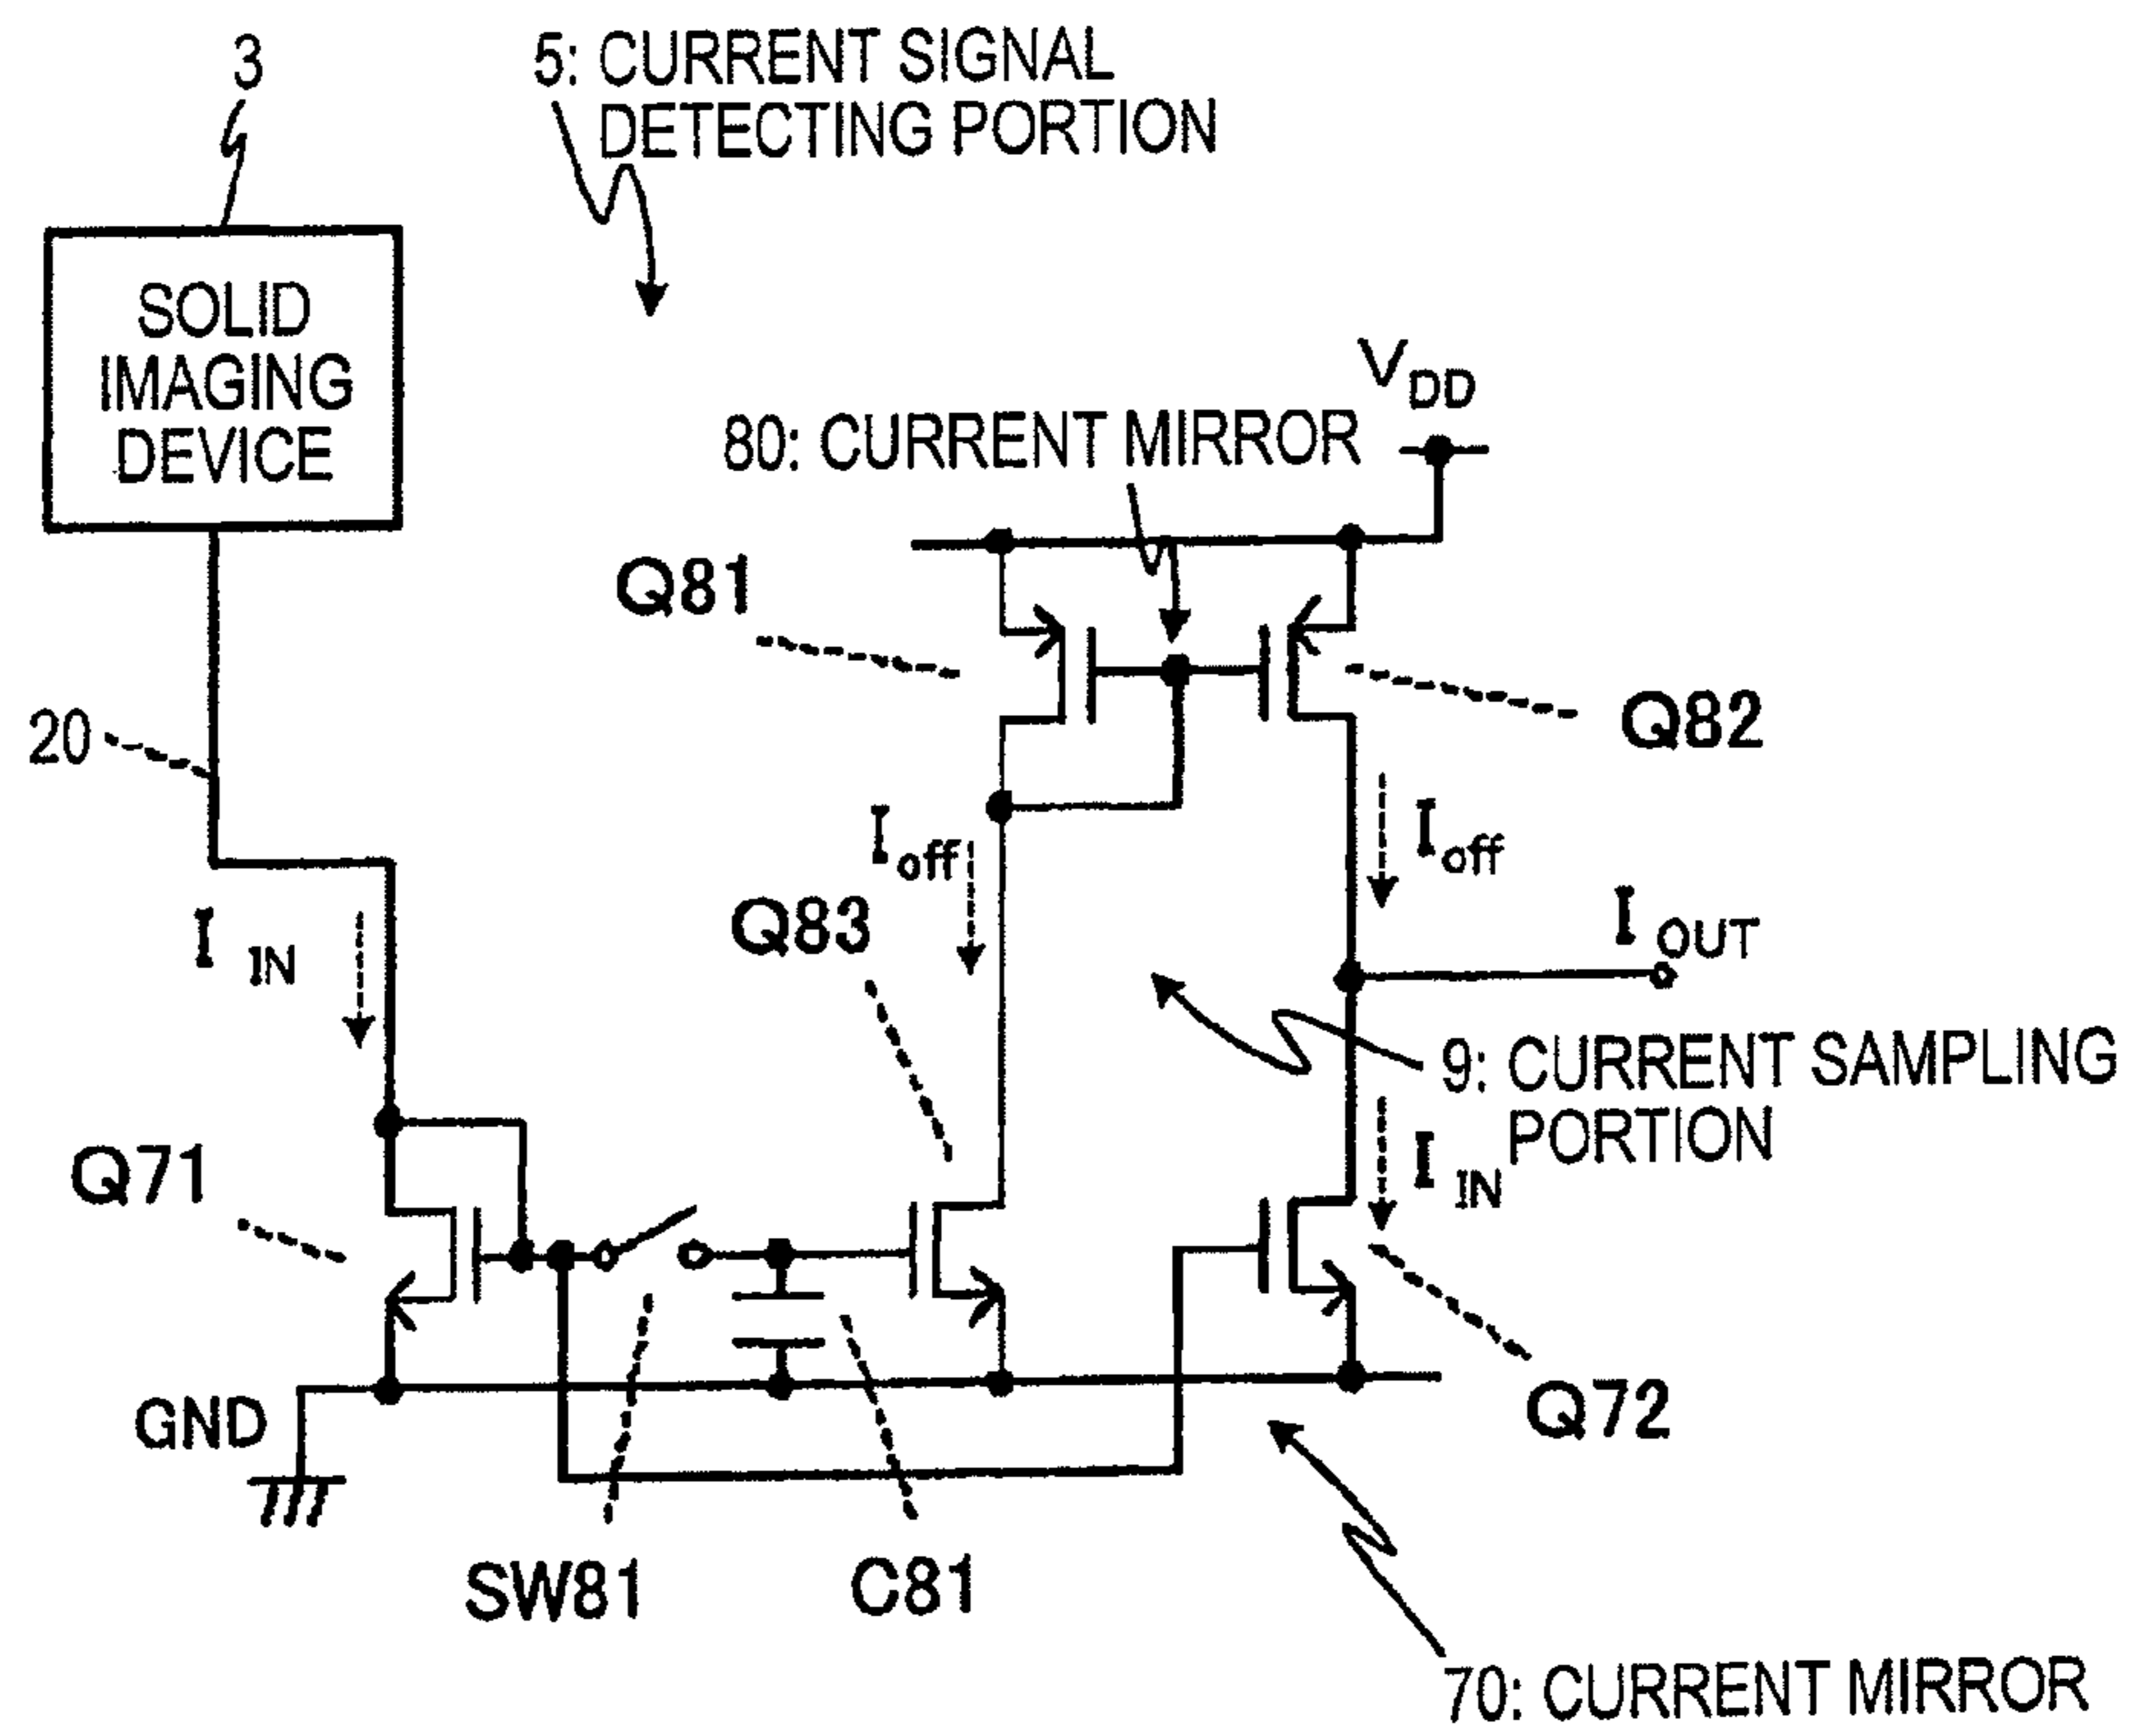 3
5: CURRENT SIGNAL
DETECTING PORTION
SOLID
IMAGING
DEVICE
VDD
80: CURRENT MIRROR
Q81
Q82
20
Ioff
Ioff
Q83
IIN
IOUT
9: CURRENT SAMPLING
PORTION
IIN
Q71
GND
Q72
SW81
C81
70: CURRENT MIRROR